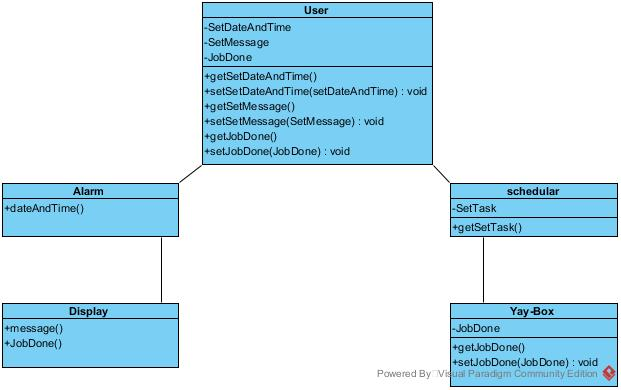 User
-SetDateAndTime
-SetMessage
-JobDone
+getSetDateAndTime()
+setSetDateAndTime(setDateAndTime) : void
+getSetMessage()
+setSetMessage(SetMessage) : void
+getJobDone()
+setJobDone(JobDone) : void
Alarm
+dateAndTime()
schedular
-SetTask
+getSetTask()
Display
+message()
+JobDone()
Yay-Box
-JobDone
+getJobDone()
+setJobDone(JobDone) : void
Powered By Visual Paradigm Community Edition